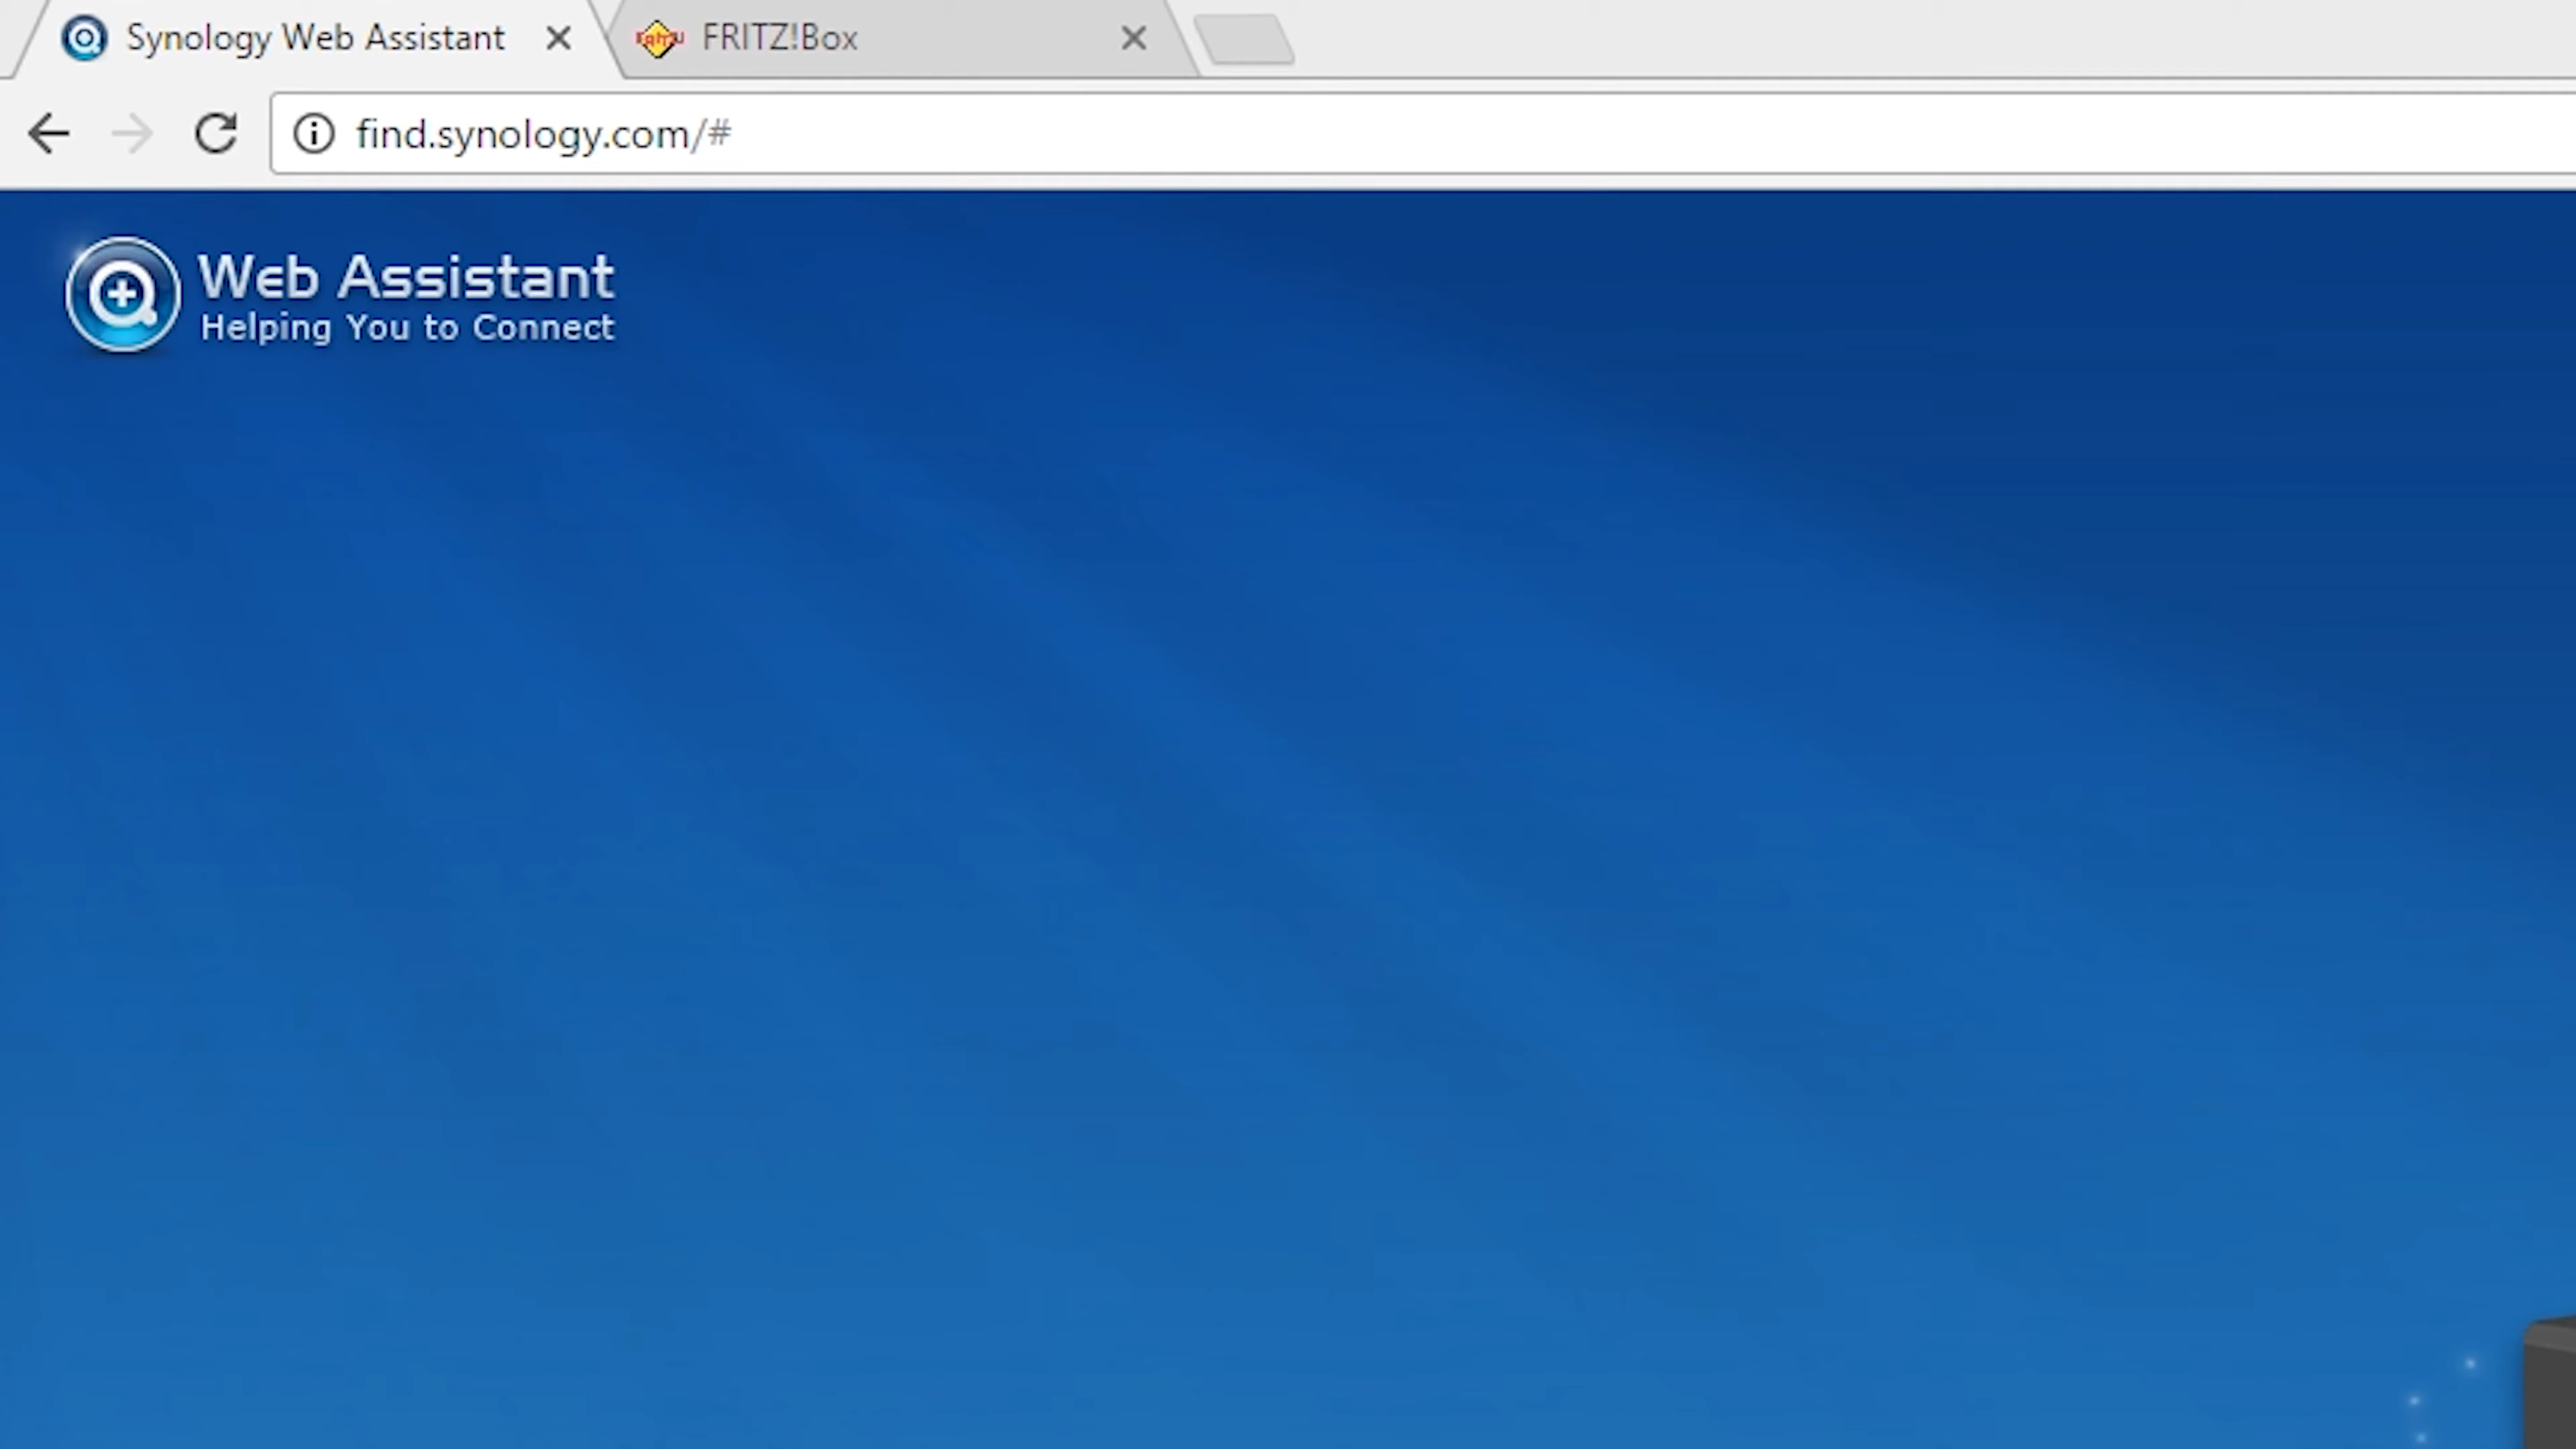 Synology Web Assistant
FRITZ!Box
find.synology.com/#
Web Assistant
Helping You to Connect